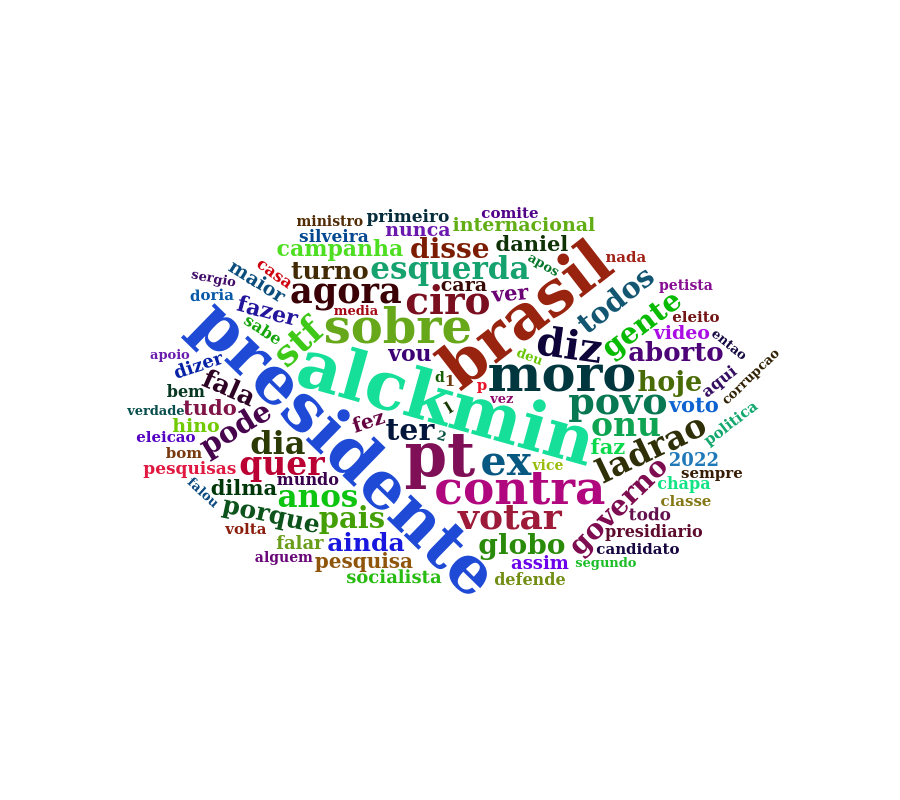 comite
primeiro
ministro
internacional
nunca
silveira
daniel
disse
campanha
nada
brasil
apos
esquerda
turno
casa
maior
sergio
todos
petista
cara
ver
agora
ciro
doria
media
fazer
gente
eleito
video
entao
sobre
sabe
stf
diz
aborto
apoio
vou
deu
corrupcao
dizer
presidente
alckmin
moro
d1
p
hoje
aqui
fala
bem
vez
povo
voto
verdade
tudo
1
politica
pode
fez
hino
ter
2
onu
eleicao
dia
faz
ladrao
bom
pt
ex
vice
2022
pesquisas
quer
sempre
mundo
chapa
falou
dilma
contra
anos
governo
classe
porque
pais
votar
todo
volta
presidiario
falar
ainda
globo
candidato
alguem
pesquisa
assim
segundo
socialista
defende